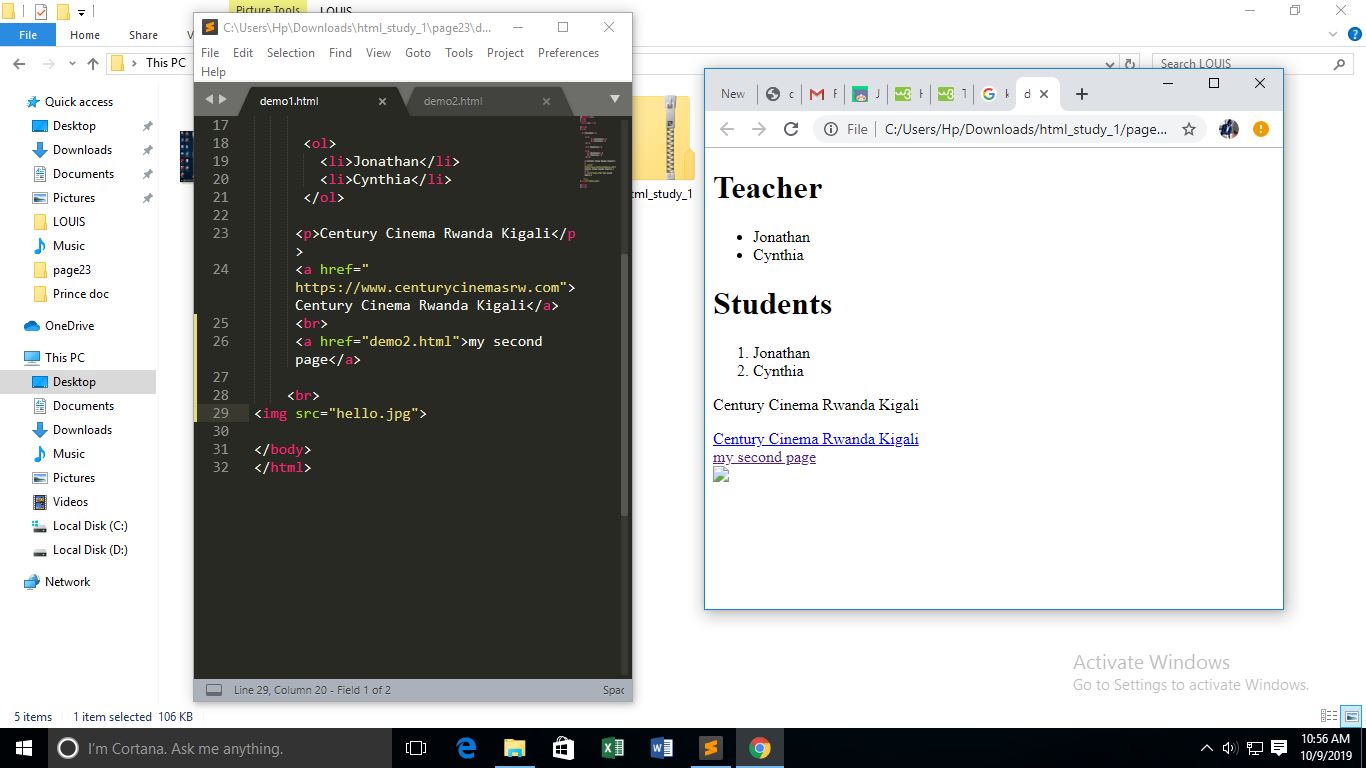 Picture Tools LOUIS
File Home Share V
This PC
Search LOUIS
Quick access
Desktop
Downloads
Documents
Pictures
LOUIS
Music
page23
Prince doc
OneDrive
This PC
Desktop
Documents
Downloads
Music
Pictures
Videos
Local Disk (C:)
Local Disk (D:)
Network
5 items 1 item selected 106 KB
tml_study_1
C:\Users\Hp\Downloads\html_study_1\page23\d...
File Edit Selection Find View Goto Tools Project Preferences
Help
demo1.html demo2.html
17
18 <ol>
19 <li>Jonathan</li>
20 <li>Cynthia</li>
21 </ol>
22
23 <p>Century Cinema Rwanda Kigali</p
>
24 <a href="
https://www.centurycinemasrw.com">
Century Cinema Rwanda Kigali</a>
25 <br>
26 <a href="demo2.html">my second
page</a>
27
28 <br>
29 <img src="hello.jpg">
30
31 </body>
32 </html>
Line 29, Column 20 - Field 1 of 2 Spac
New c F J H T k d
File C:/Users/Hp/Downloads/html_study_1/page...
Teacher
• Jonathan
• Cynthia
Students
1. Jonathan
2. Cynthia
Century Cinema Rwanda Kigali
Century Cinema Rwanda Kigali
my second page
Activate Windows
Go to Settings to activate Windows.
I'm Cortana. Ask me anything.
10:56 AM
10/9/2019